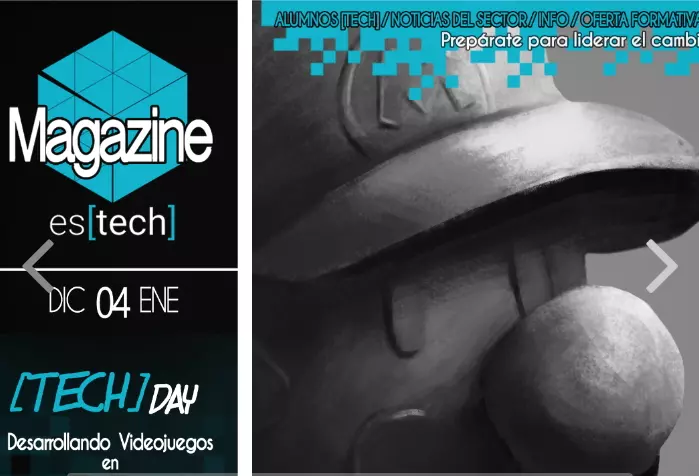 Magazine
es[tech]
DIC 04 ENE
[TECH] DAY
Desarrollando Videojuegos
en
ALUMNOS [TECH] / NOTICIAS DEL SECTOR / INFO / OFERTA FORMATIVA
Prepárate para liderar el cambi
M